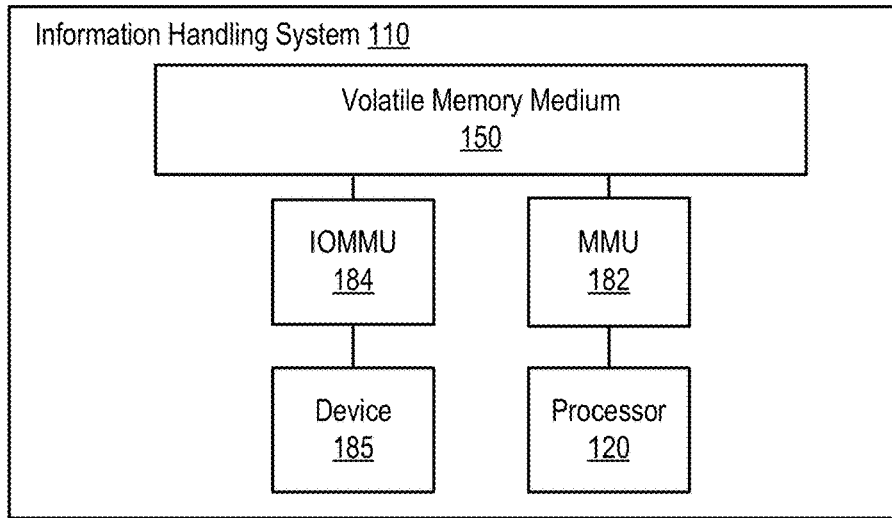 Information Handling System 110
Volatile Memory Medium
150
IOMMU
184
MMU
182
Device
185
Processor
120